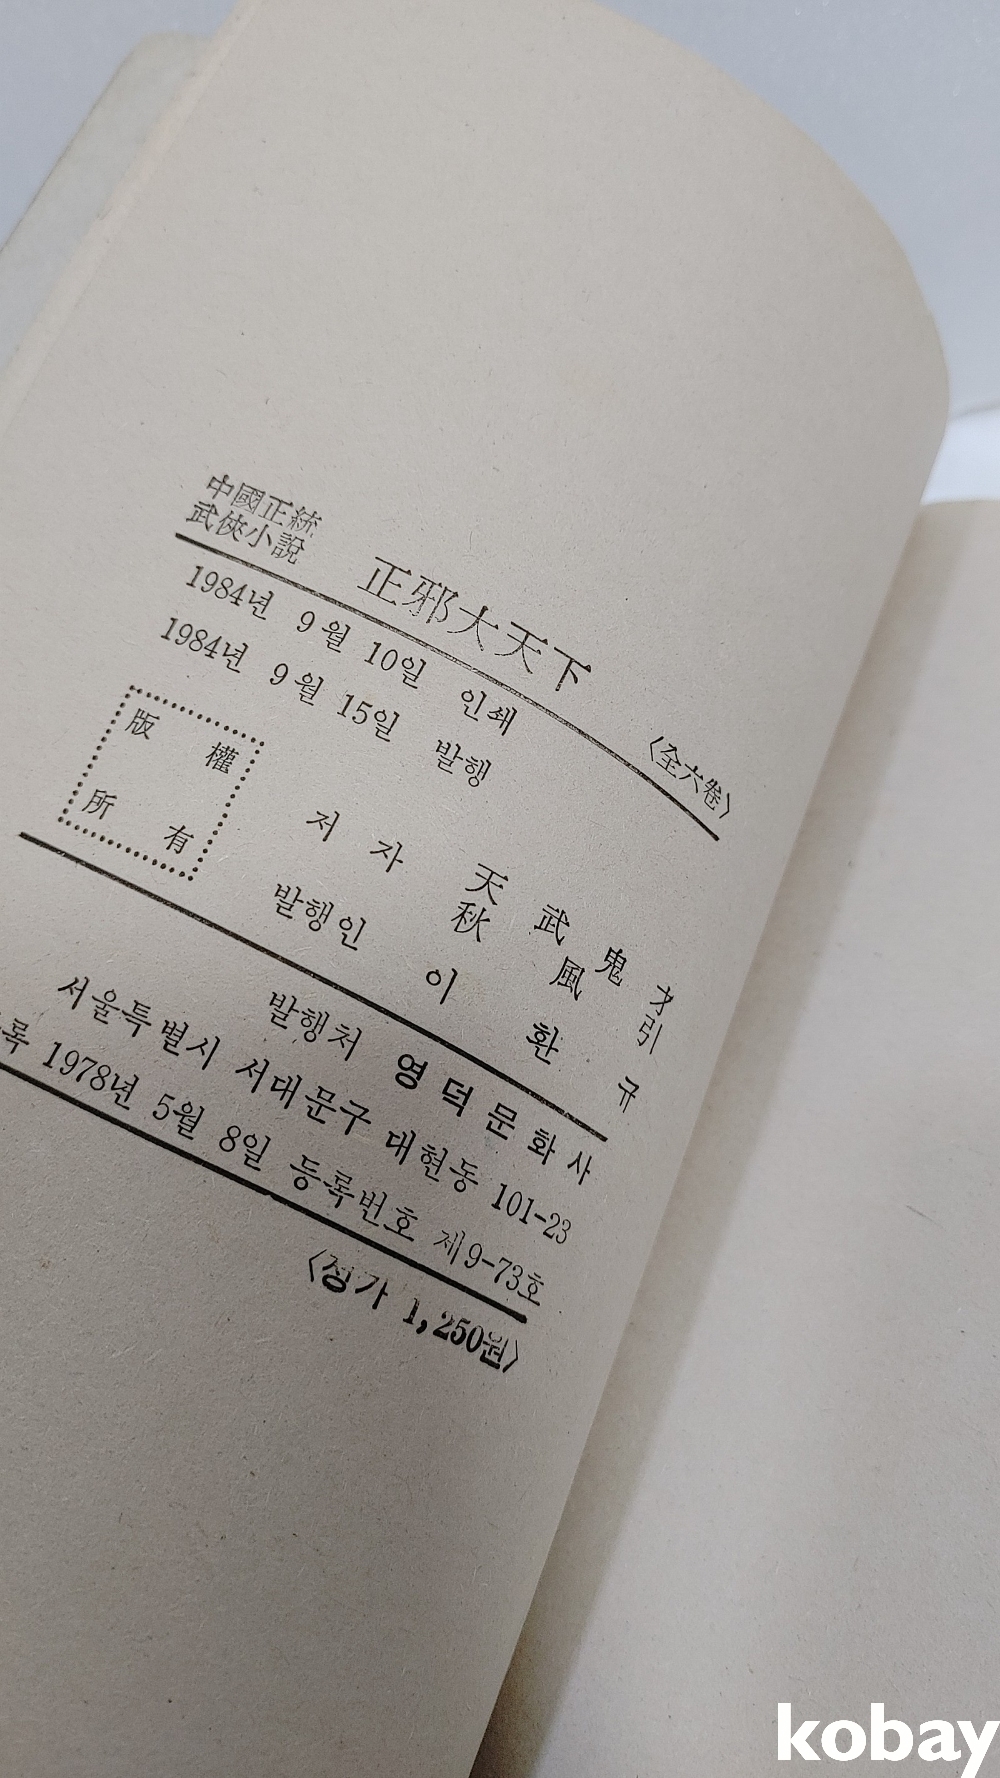 中國正統
武俠小說
正邪大天下
〈全六卷〉
1984년 9월 10일 인쇄
1984년 9월 15일 발행
版權
所有
저자 天武鬼才
秋風引
발행인 이환규
발행처 영덕문화사
서울특별시 서대문구 대현동 101-23
록 1978년 5월 8일 등록번호 제9-73호
〈정가 1,250원〉
kobay